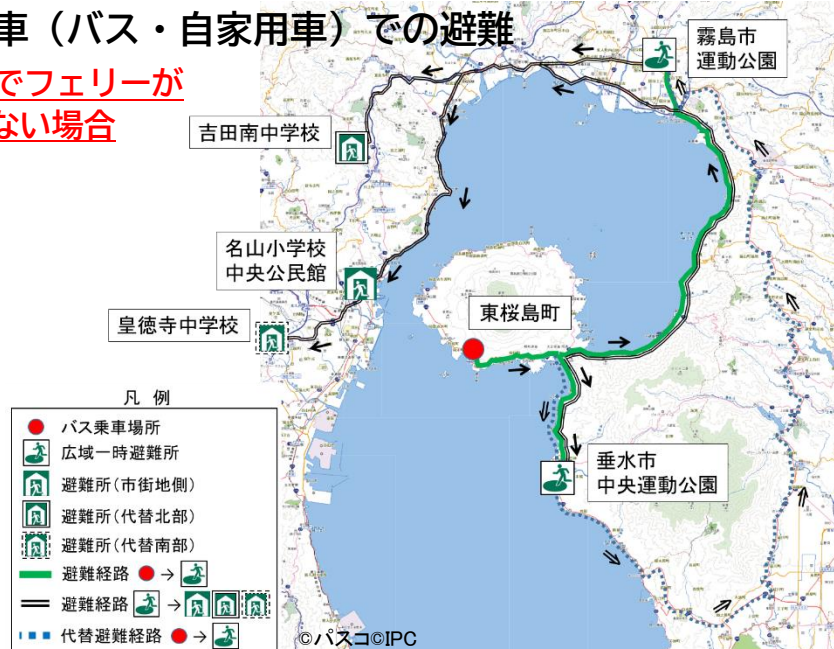 車（バス・自家用車）での避難
でフェリーが
ない場合
霧島市
運動公園
吉田南中学校
名山小学校
中央公民館
皇徳寺中学校
東桜島町
垂水市
中央運動公園
凡 例
バス乗車場所
広域一時避難所
避難所(市街地側)
避難所(代替北部)
避難所(代替南部)
避難経路 →
避難経路 →
代替避難経路 →
©パスコ©IPC